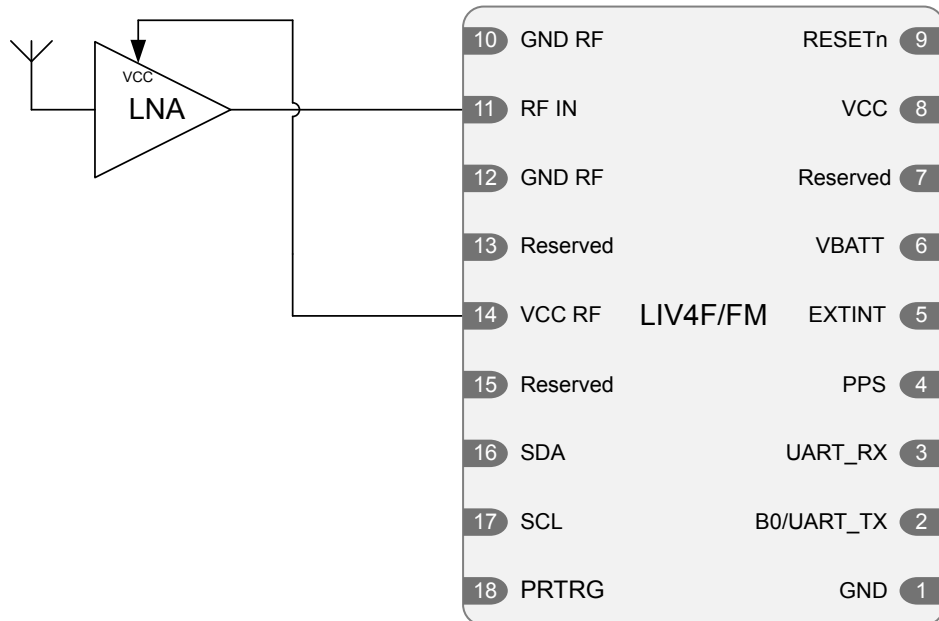 VCC
LNA
10 GND RF
RESETn 9
11 RF IN
VCC 8
12 GND RF
Reserved 7
13 Reserved
VBATT 6
14 VCC RF
LIV4F/FM
EXTINT 5
15 Reserved
PPS 4
16 SDA
UART_RX 3
17 SCL
B0/UART_TX 2
18 PRTRG
GND 1